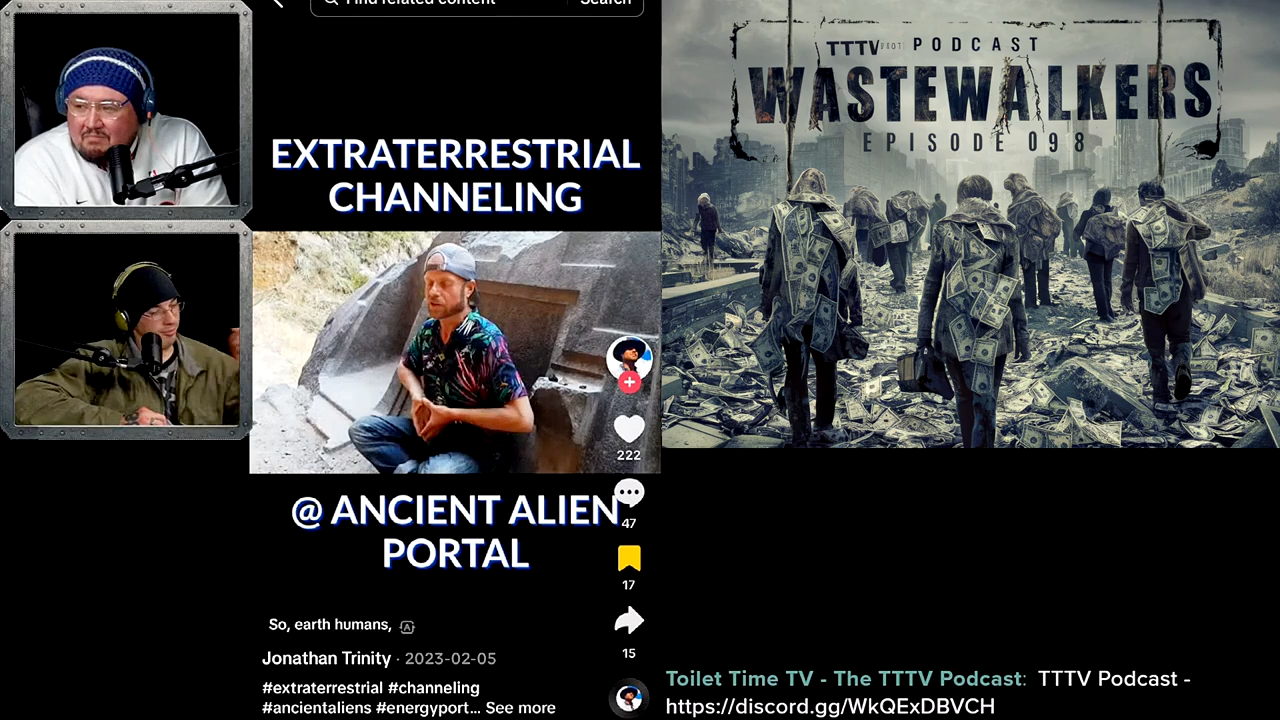 Find related content
Search
EXTRATERRESTRIAL
CHANNELING
222
@ ANCIENT ALIEN
47
PORTAL
17
So, earth humans,
15
Jonathan Trinity · 2023-02-05
#extraterrestrial #channeling
#ancientaliens #energyport... See more
TTTV PODCAST
WASTEWALKERS
EPISODE 098
Toilet Time TV - The TTTV Podcast: TTTV Podcast -
https://discord.gg/WkQExDBVCH